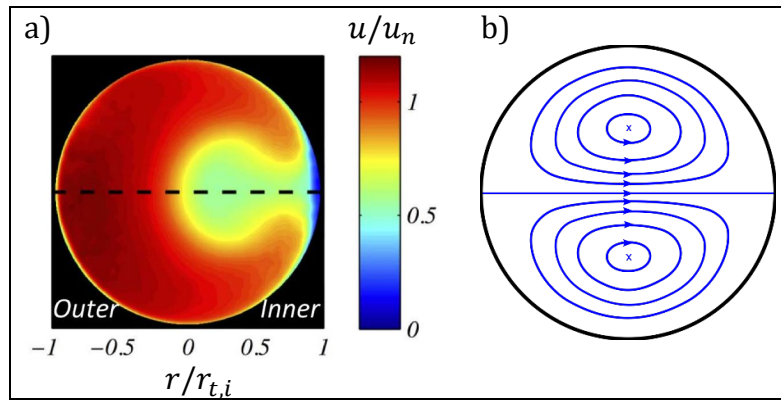 a)
u/u_n
b)
1
0.5
0
Outer
Inner
-1 -0.5 0 0.5 1
r/r_{t,i}
x
x